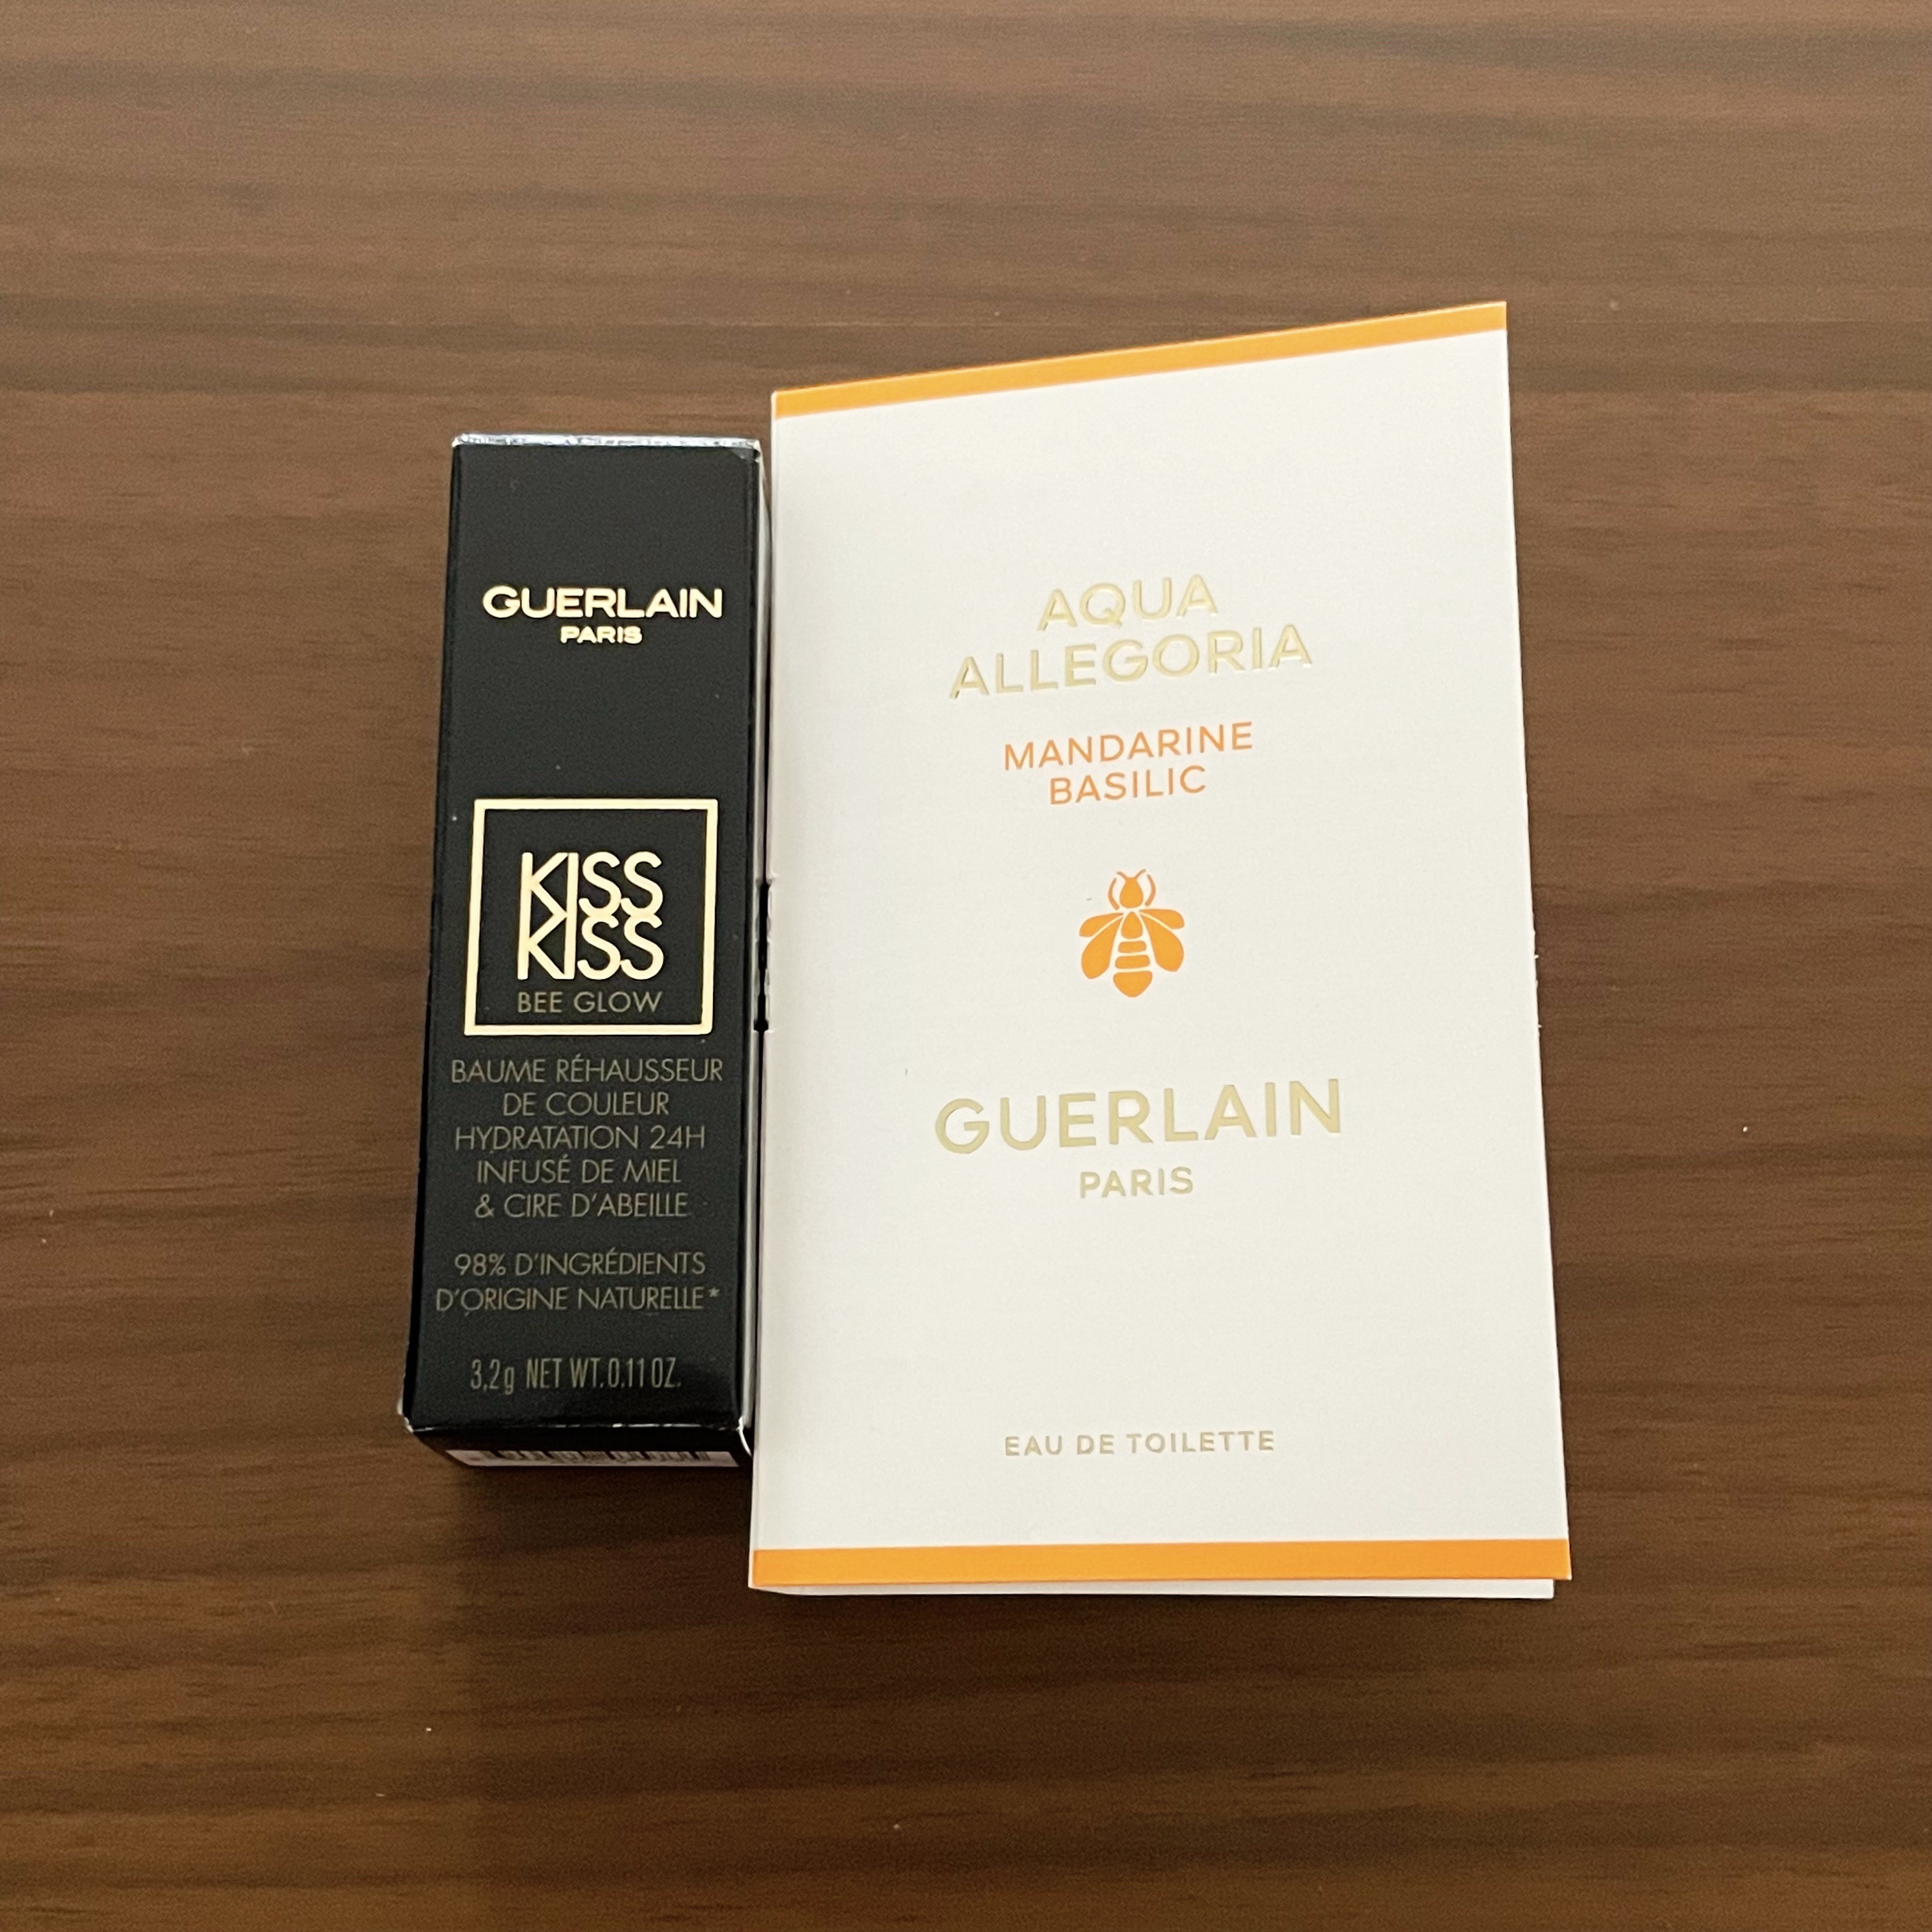 GUERLAIN
PARIS
KISS
KISS
BEE GLOW
BAUME RÉHAUSSEUR
DE COULEUR
HYDRATATION 24H
INFUSÉ DE MIEL
& CIRE D'ABEILLE
98% D'INGRÉDIENTS
D'ORIGINE NATURELLE*
3,2g NET WT.0.11 OZ.
AQUA
ALLEGORIA
MANDARINE
BASILIC
GUERLAIN
PARIS
EAU DE TOILETTE